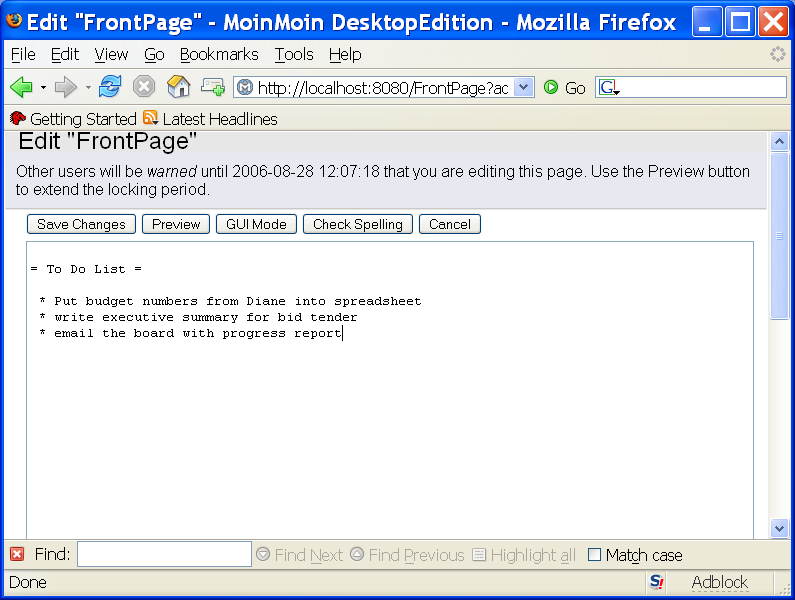 Edit "FrontPage" - MoinMoin DesktopEdition - Mozilla Firefox
File Edit View Go Bookmarks Tools Help
http://localhost:8080/FrontPage?ac Go G
Getting Started Latest Headlines
Edit "FrontPage"
Other users will be warned until 2006-08-28 12:07:18 that you are editing this page. Use the Preview button
to extend the locking period.
Save Changes Preview GUI Mode Check Spelling Cancel
= To Do List =
* Put budget numbers from Diane into spreadsheet
* write executive summary for bid tender
* email the board with progress report
Find: Find Next Find Previous Highlight all Match case
Done S! Adblock